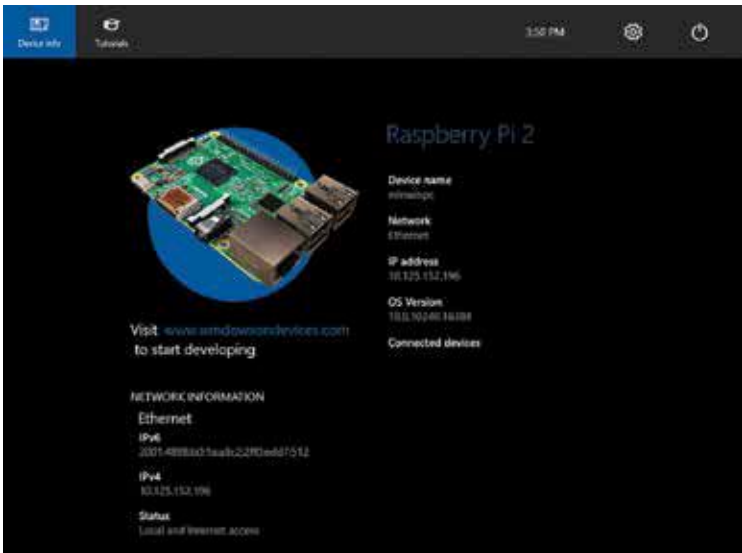 Device info
Tutorials
3:50 PM
Raspberry Pi 2
Device name
minwinpc
Network
Ethernet
IP address
10.125.152.196
OS Version
Connected devices
Visit www.windowsondevices.com
to start developing
NETWORK INFORMATION
Ethernet
IPv6
IPv4
10.125.152.196
Status
Local and Internet access